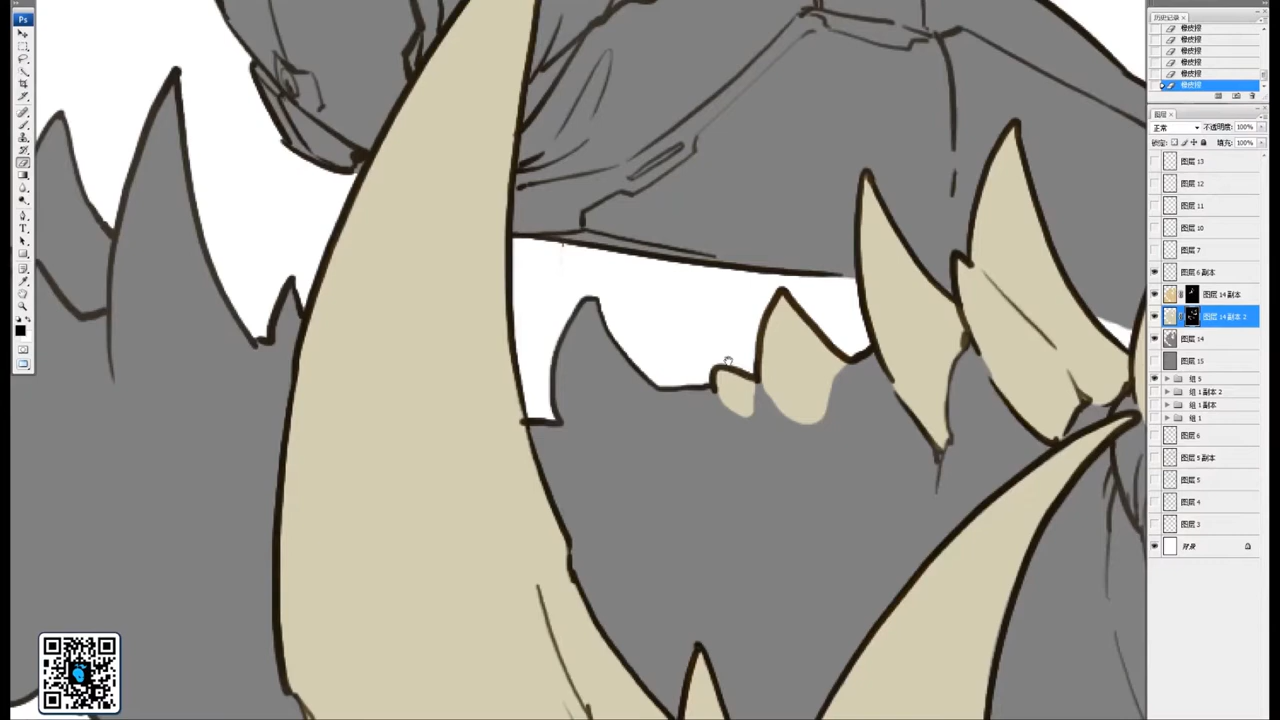 Ps
历史记录
橡皮擦
橡皮擦
橡皮擦
橡皮擦
橡皮擦
橡皮擦
图层
正常 不透明度: 100%
锁定: 填充: 100%
图层 13
图层 12
图层 11
图层 10
图层 7
图层 6 副本
图层 14 副本
图层 14 副本 2
图层 14
图层 15
组 5
组 1 副本 2
组 1 副本
组 1
图层 6
图层 5 副本
图层 5
图层 4
图层 3
背景